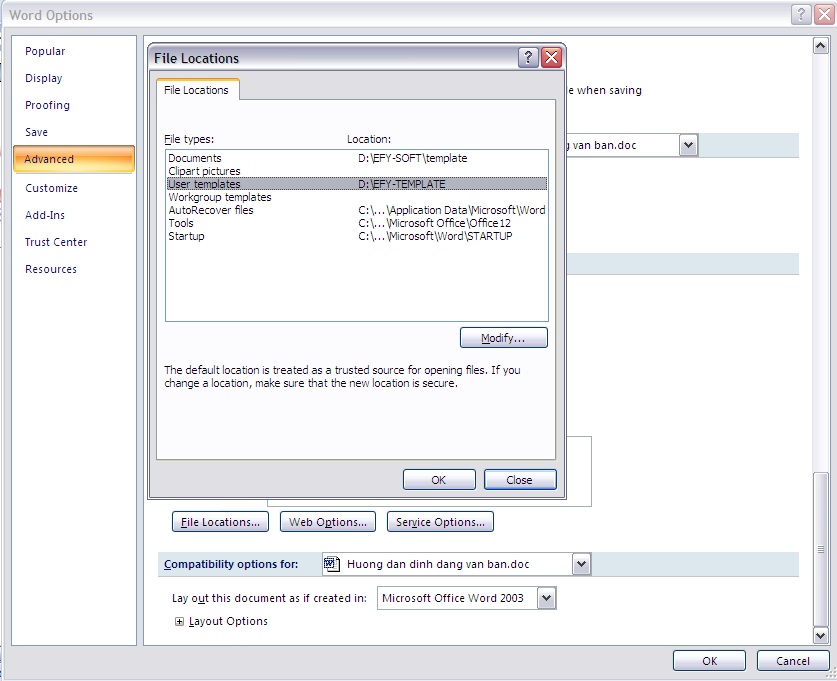 Word Options
Popular
Display
Proofing
Save
Advanced
Customize
Add-Ins
Trust Center
Resources
File Locations
File Locations
File types: Location:
Documents D:\EFY-SOFT\template
Clipart pictures
User templates D:\EFY-TEMPLATE
Workgroup templates
AutoRecover files C:\...\Application Data\Microsoft\Word
Tools C:\...\Microsoft Office\Office12
Startup C:\...\Microsoft\Word\STARTUP
Modify...
The default location is treated as a trusted source for opening files. If you
change a location, make sure that the new location is secure.
OK Close
e when saving
g van ban.doc
File Locations... Web Options... Service Options...
Compatibility options for: Huong dan dinh dang van ban.doc
Lay out this document as if created in: Microsoft Office Word 2003
Layout Options
OK Cancel